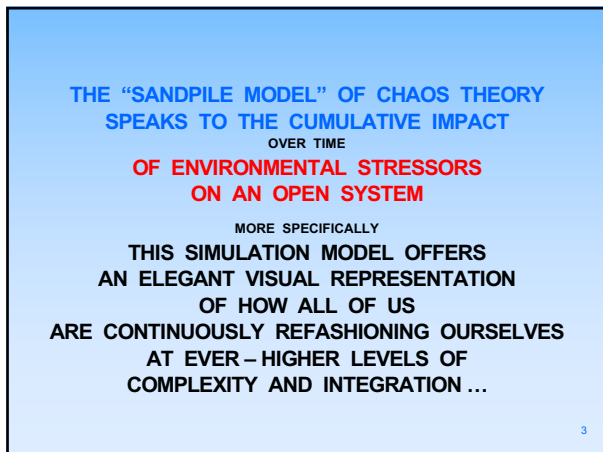 THE “SANDPILE MODEL” OF CHAOS THEORY
SPEAKS TO THE CUMULATIVE IMPACT
OVER TIME
OF ENVIRONMENTAL STRESSORS
ON AN OPEN SYSTEM
MORE SPECIFICALLY
THIS SIMULATION MODEL OFFERS
AN ELEGANT VISUAL REPRESENTATION
OF HOW ALL OF US
ARE CONTINUOUSLY REFASHIONING OURSELVES
AT EVER – HIGHER LEVELS OF
COMPLEXITY AND INTEGRATION …
3